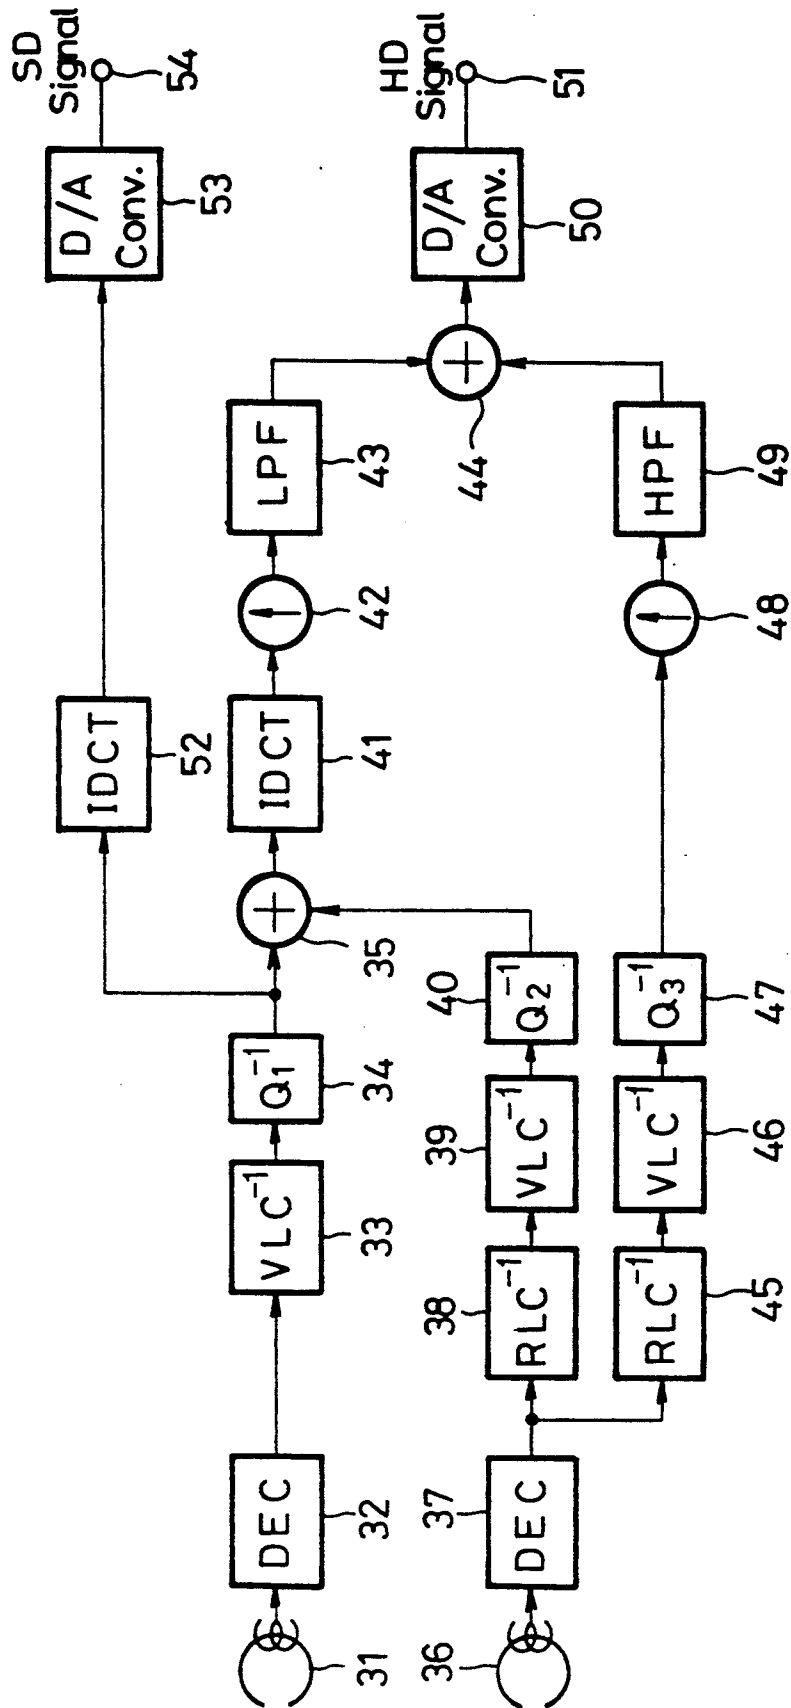 SD
Signal
54
D/A
Conv.
53
HD
Signal
51
D/A
Conv.
50
44
LPF
43
42
HPF
49
48
IDCT
52
IDCT
41
35
Q₁⁻¹
34
VLC⁻¹
33
DEC
32
31
Q₂⁻¹
40
VLC⁻¹
39
RLC⁻¹
38
DEC
37
36
Q₃⁻¹
47
VLC⁻¹
46
RLC⁻¹
45